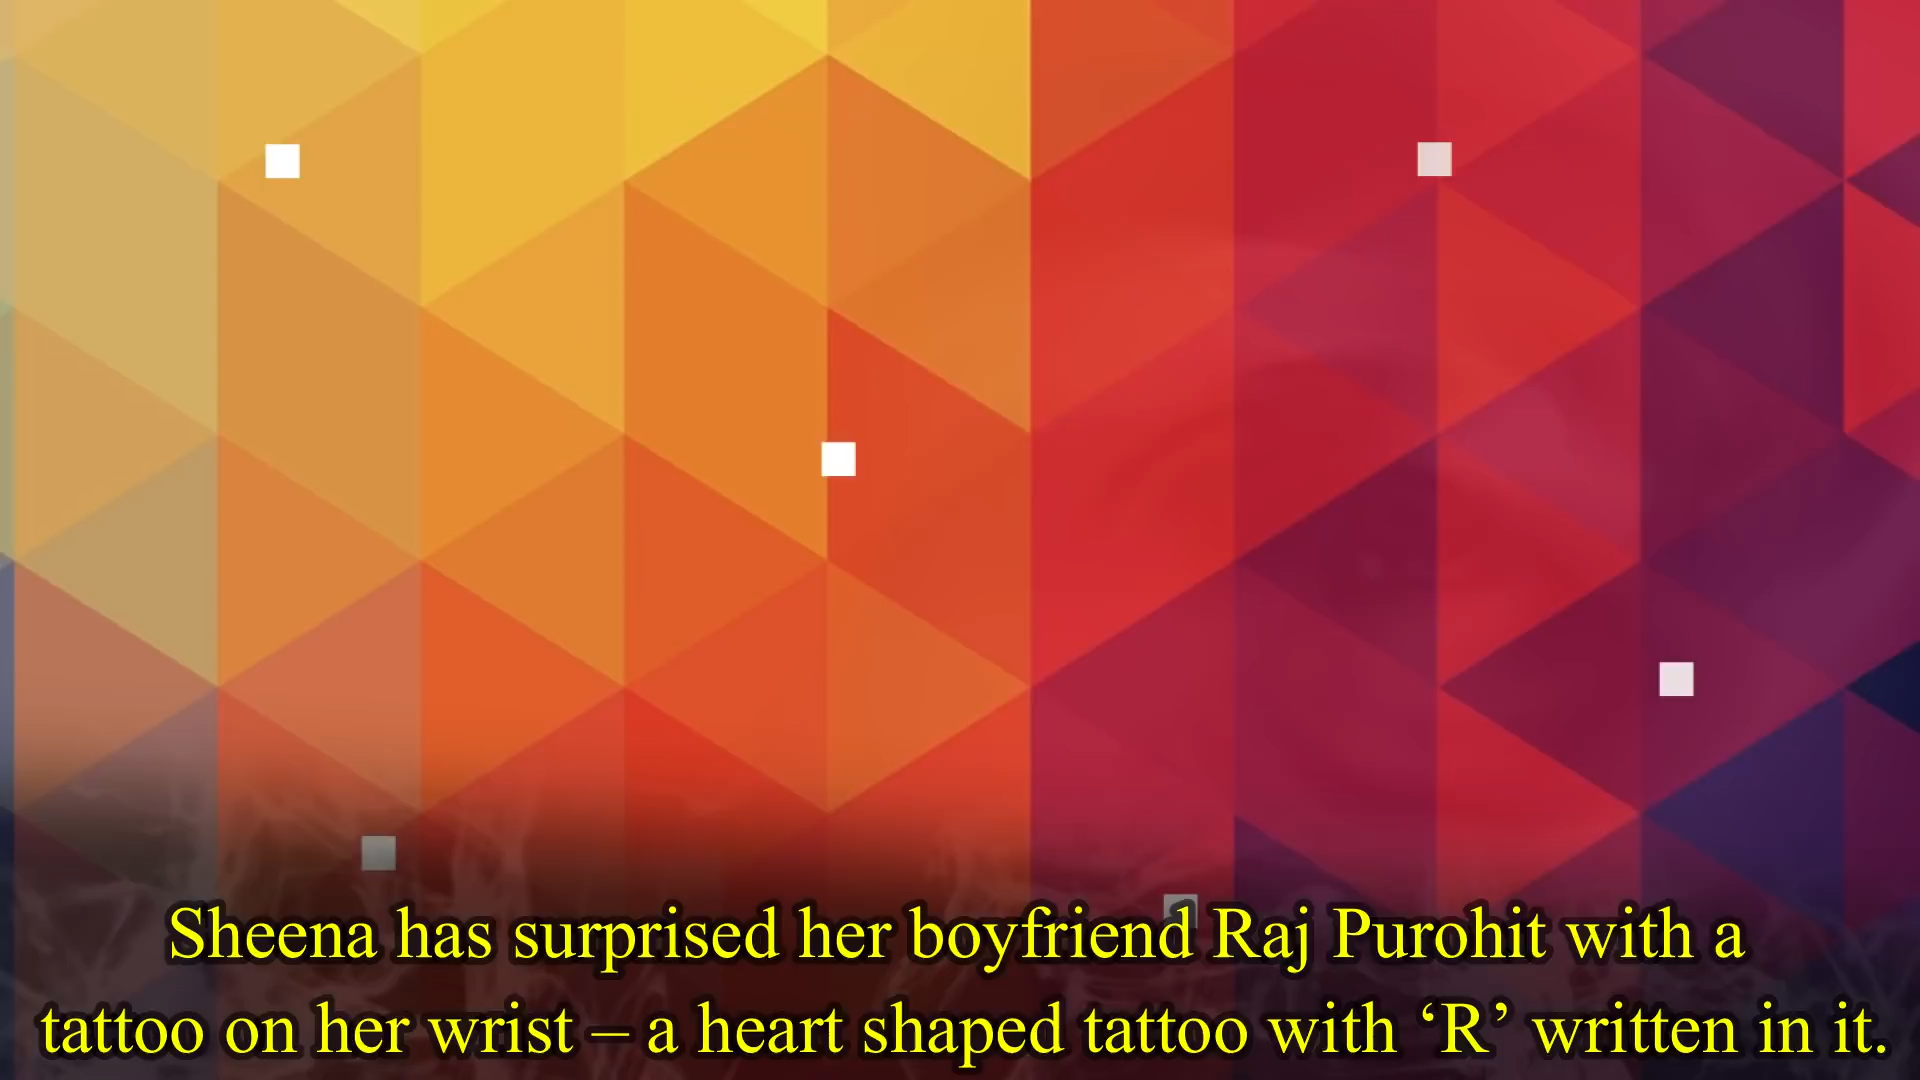 Sheena has surprised her boyfriend Raj Purohit with a
tattoo on her wrist – a heart shaped tattoo with ‘R’ written in it.